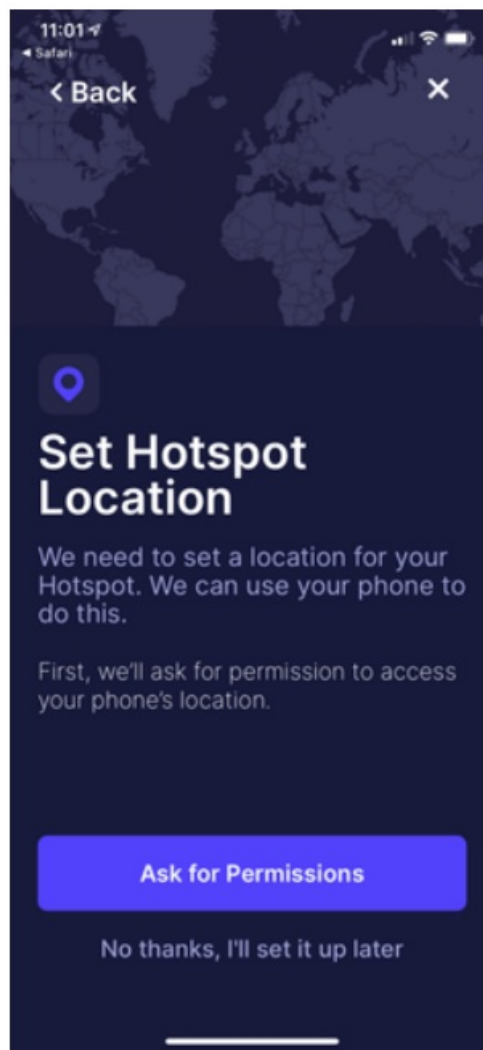 11:01
Safari
Back
Set Hotspot
Location
We need to set a location for your
Hotspot. We can use your phone to
do this.
First, we'll ask for permission to access
your phone's location.
Ask for Permissions
No thanks, I'll set it up later